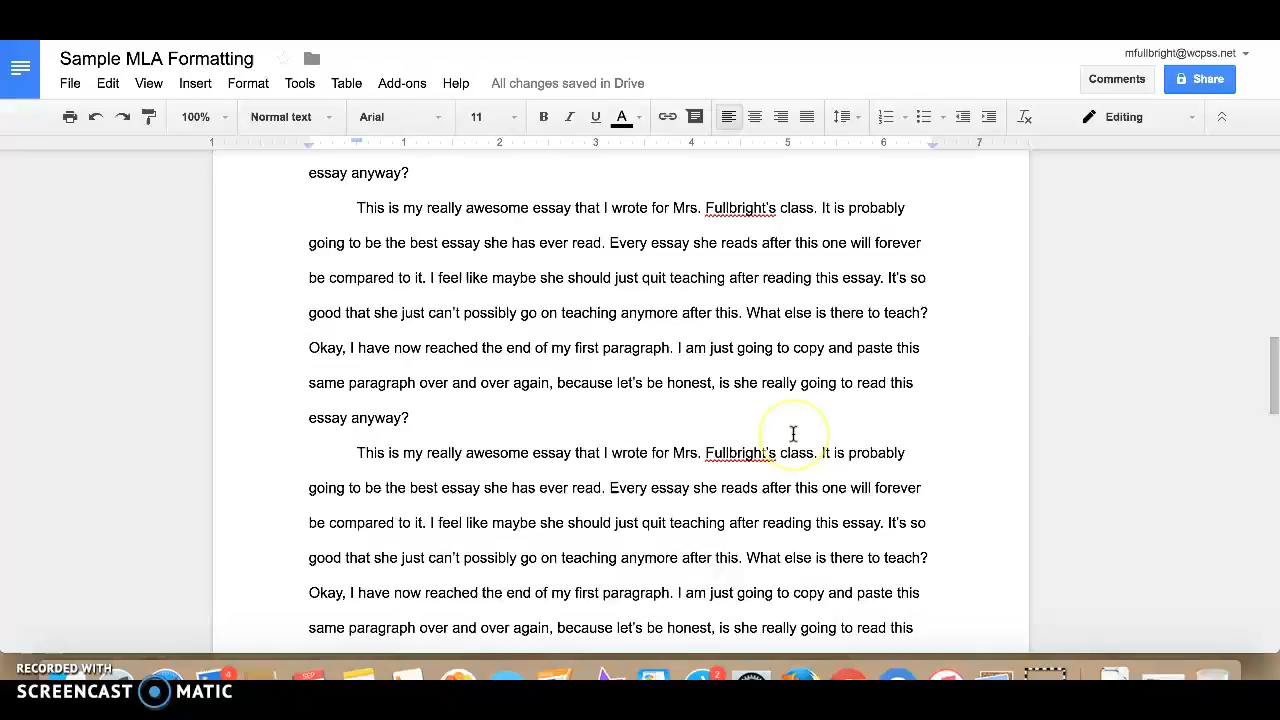 Sample MLA Formatting
mfullbright@wcpss.net
File Edit View Insert Format Tools Table Add-ons Help All changes saved in Drive
Comments Share
100% Normal text Arial 11 B I U A Editing
1 1 2 3 4 5 6 7
essay anyway?
This is my really awesome essay that I wrote for Mrs. Fullbright's class. It is probably
going to be the best essay she has ever read. Every essay she reads after this one will forever
be compared to it. I feel like maybe she should just quit teaching after reading this essay. It's so
good that she just can't possibly go on teaching anymore after this. What else is there to teach?
Okay, I have now reached the end of my first paragraph. I am just going to copy and paste this
same paragraph over and over again, because let's be honest, is she really going to read this
essay anyway?
This is my really awesome essay that I wrote for Mrs. Fullbright's class. It is probably
going to be the best essay she has ever read. Every essay she reads after this one will forever
be compared to it. I feel like maybe she should just quit teaching after reading this essay. It's so
good that she just can't possibly go on teaching anymore after this. What else is there to teach?
Okay, I have now reached the end of my first paragraph. I am just going to copy and paste this
same paragraph over and over again, because let's be honest, is she really going to read this
RECORDED WITH
SCREENCAST MATIC
4
SEP
2